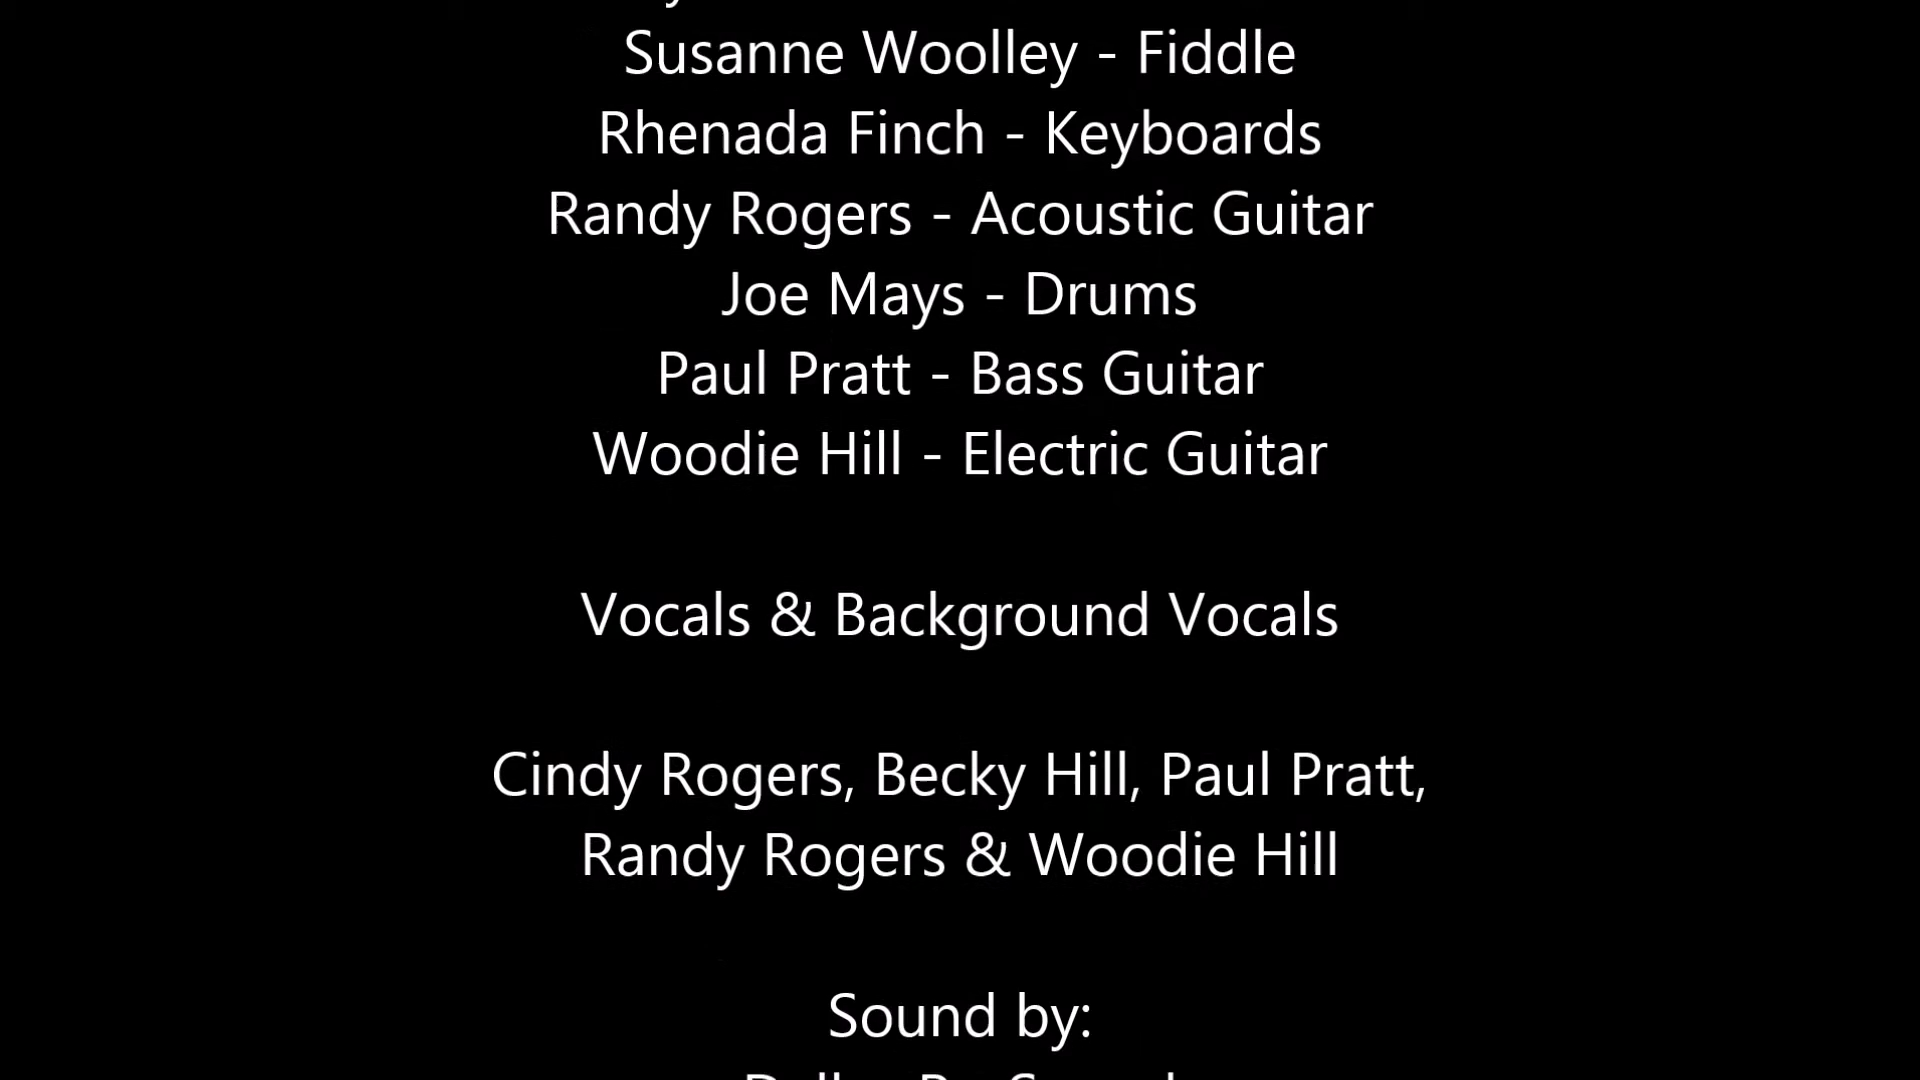 Susanne Woolley - Fiddle
Rhenada Finch - Keyboards
Randy Rogers - Acoustic Guitar
Joe Mays - Drums
Paul Pratt - Bass Guitar
Woodie Hill - Electric Guitar
Vocals & Background Vocals
Cindy Rogers, Becky Hill, Paul Pratt,
Randy Rogers & Woodie Hill
Sound by: